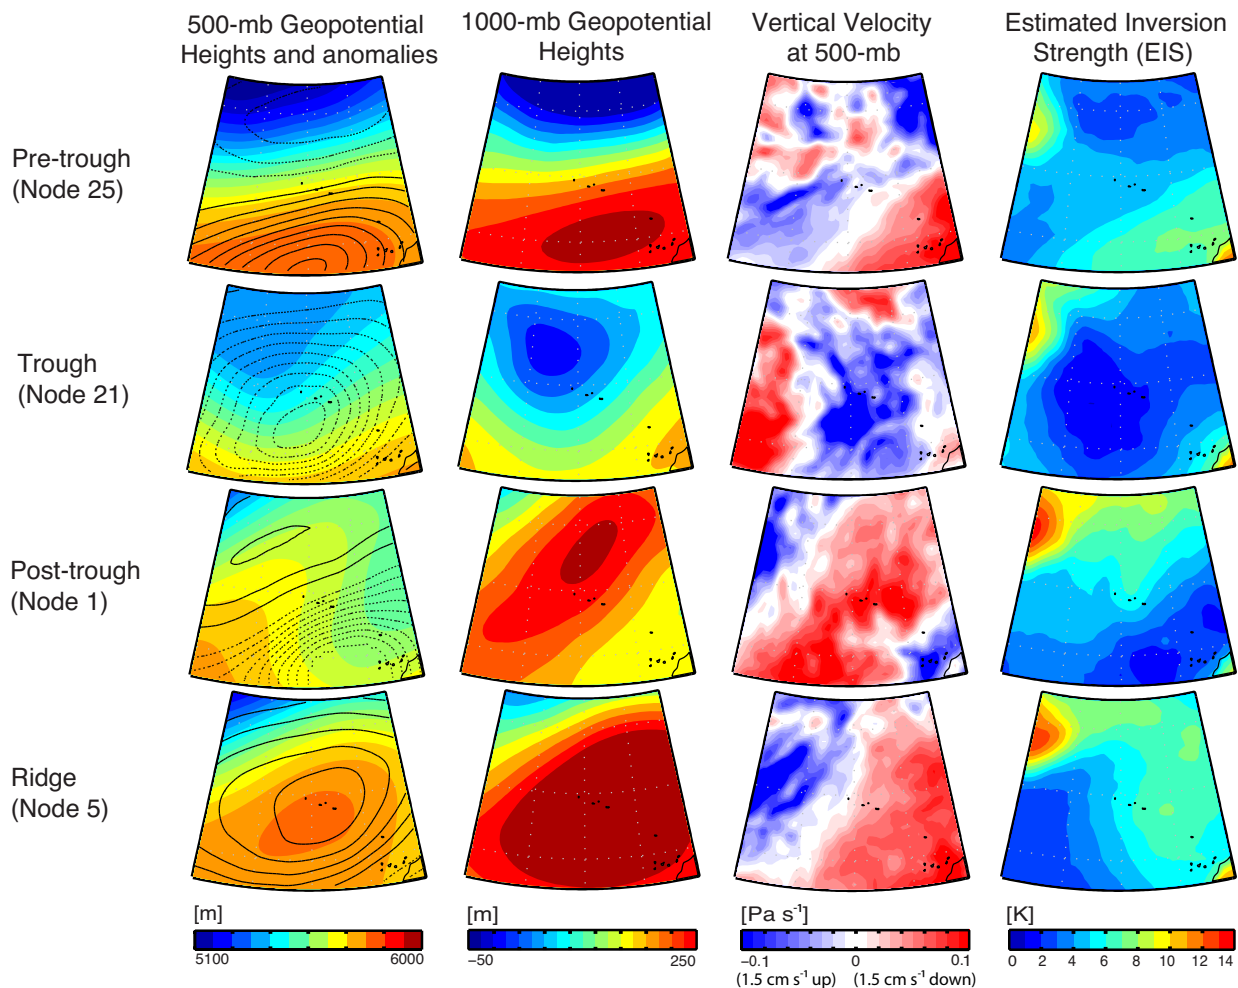 500-mb Geopotential
Heights and anomalies
1000-mb Geopotential
Heights
Vertical Velocity
at 500-mb
Estimated Inversion
Strength (EIS)
Pre-trough
(Node 25)
Trough
(Node 21)
Post-trough
(Node 1)
Ridge
(Node 5)
[m]
5100 6000
[m]
−50 250
[Pa s⁻¹]
−0.1 0 0.1
(1.5 cm s⁻¹ up) (1.5 cm s⁻¹ down)
[K]
0 2 4 6 8 10 12 14